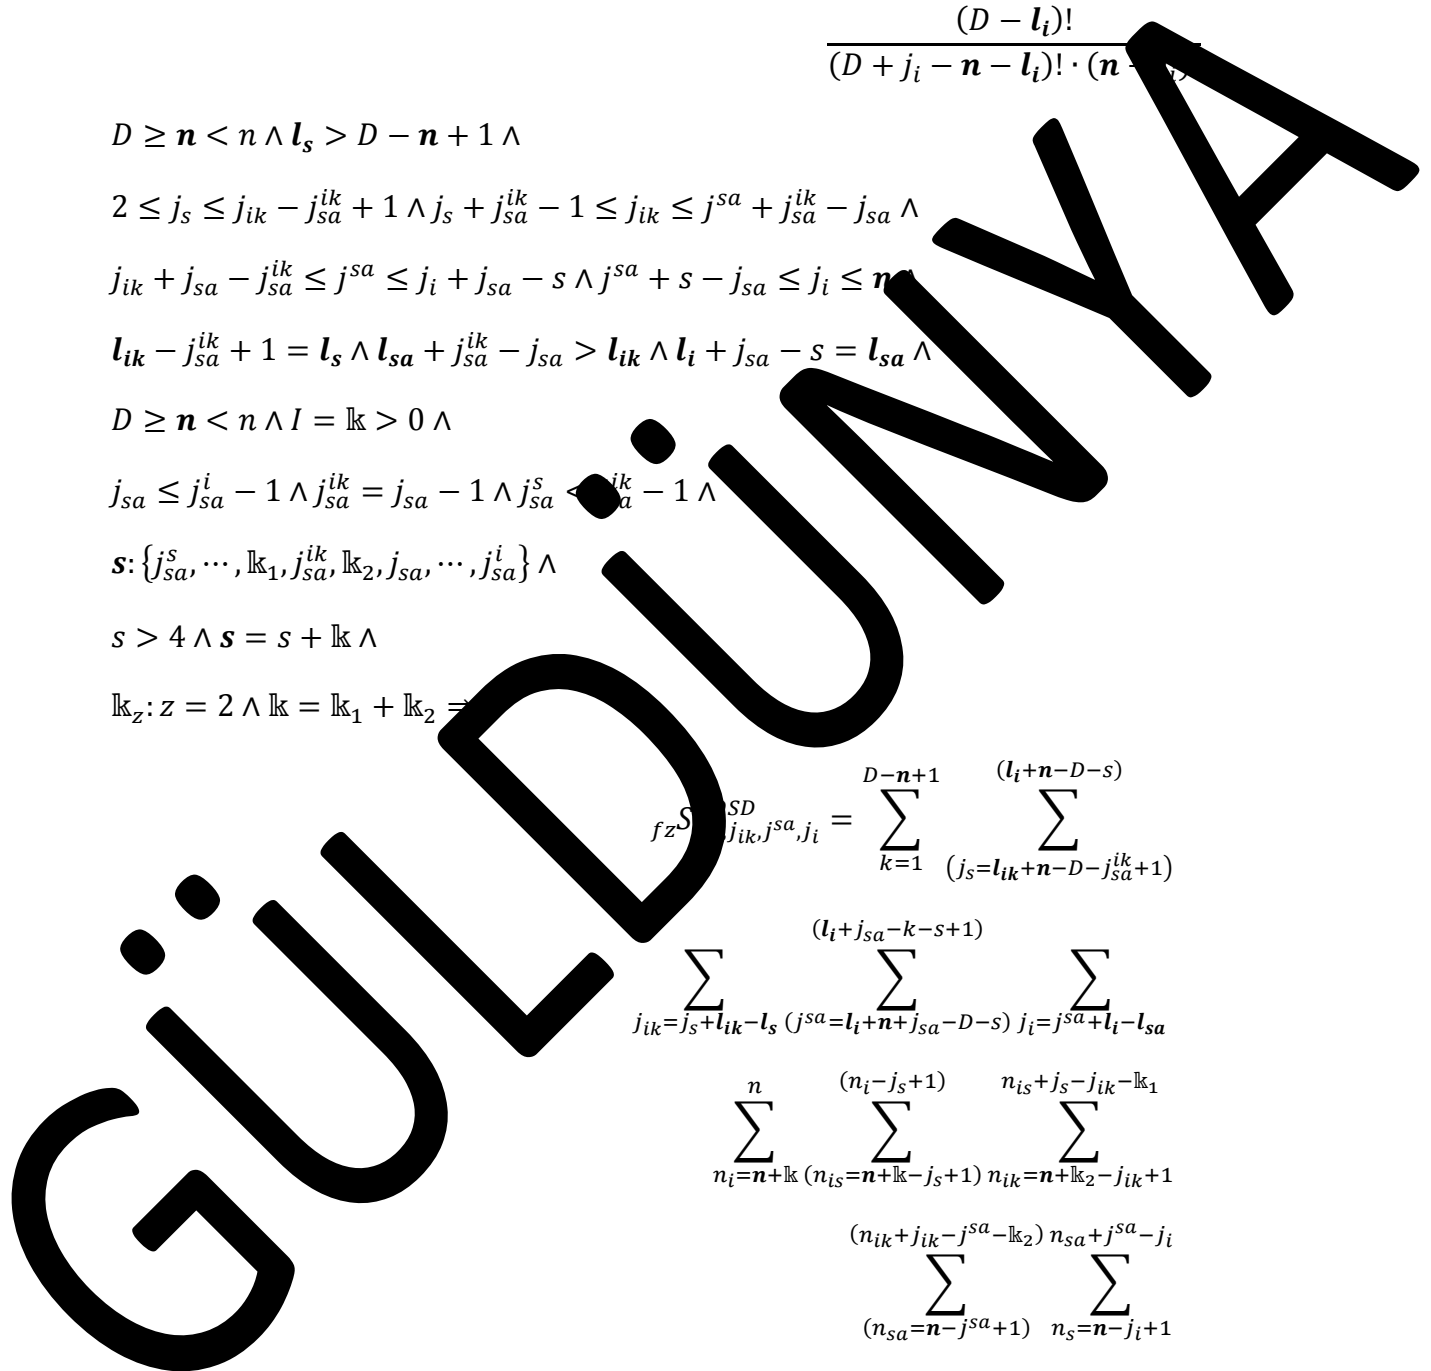 (D − l_i)!
(D + j_i − n − l_i)! · (n
D ≥ n < n ∧ l_s > D − n + 1 ∧
2 ≤ j_s ≤ j_ik − j_sa^ik + 1 ∧ j_s + j_sa^ik − 1 ≤ j_ik ≤ j^sa + j_sa^ik − j_sa ∧
j_ik + j_sa − j_sa^ik ≤ j^sa ≤ j_i + j_sa − s ∧ j^sa + s − j_sa ≤ j_i ≤ n ∧
l_ik − j_sa^ik + 1 = l_s ∧ l_sa + j_sa^ik − j_sa > l_ik ∧ l_i + j_sa − s = l_sa ∧
D ≥ n < n ∧ I = 𝕜 > 0 ∧
j_sa ≤ j_sa^i − 1 ∧ j_sa^ik = j_sa − 1 ∧ j_sa^s < − 1 ∧
s: {j_sa^s, ⋯ , 𝕜_1, j_sa^ik, 𝕜_2, j_sa, ⋯ , j_sa^i} ∧
s > 4 ∧ s = s + 𝕜 ∧
𝕜_z: z = 2 ∧ 𝕜 = 𝕜_1 + 𝕜_2 ⇒
D−n+1 (l_i+n−D−s)
fz S SD j_ik, j^sa, j_i = ∑ ∑
k=1 (j_s=l_ik+n−D−j_sa^ik+1)
(l_i+j_sa−k−s+1)
∑ ∑ ∑
j_ik=j_s+l_ik−l_s (j^sa=l_i+n+j_sa−D−s) j_i=j^sa+l_i−l_sa
n (n_i−j_s+1) n_is+j_s−j_ik−𝕜_1
∑ ∑ ∑
n_i=n+𝕜 (n_is=n+𝕜−j_s+1) n_ik=n+𝕜_2−j_ik+1
(n_ik+j_ik−j^sa−𝕜_2) n_sa+j^sa−j_i
∑ ∑
(n_sa=n−j^sa+1) n_s=n−j_i+1
GÜLDÜNYA